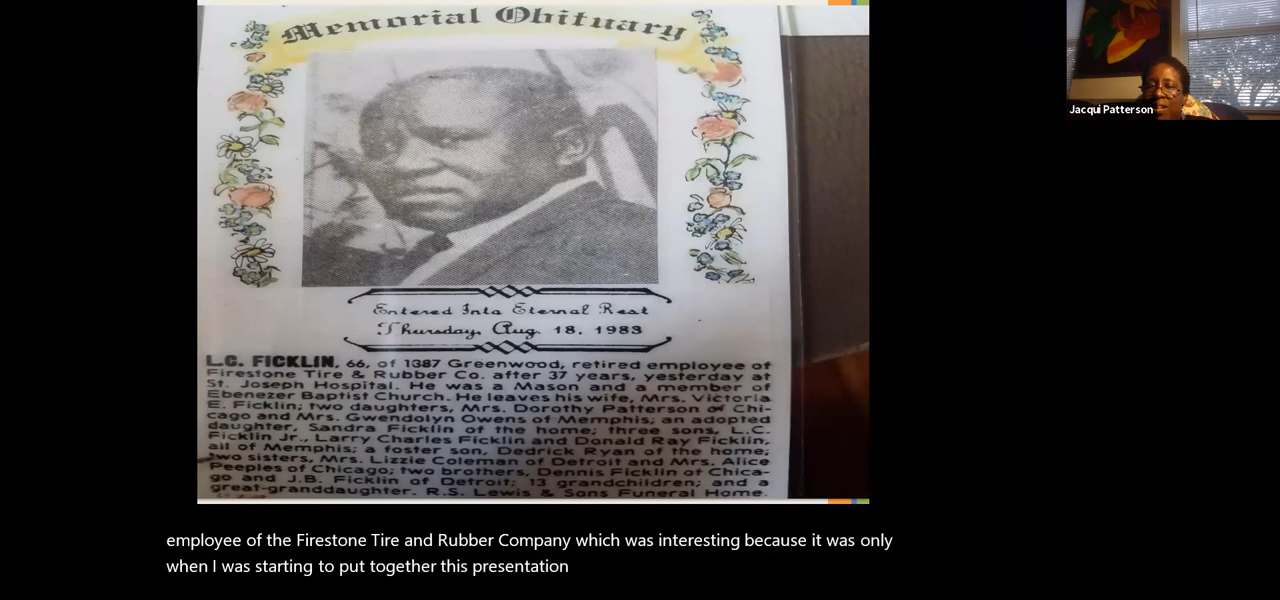 Memorial Obituary
Jacqui Patterson
Entered Into Eternal Rest
Thursday, Aug. 18, 1983
L.C. FICKLIN, 66, of 1387 Greenwood, retired employee of
Firestone Tire & Rubber Co. after 37 years, yesterday at
St. Joseph Hospital. He was a Mason and a member of
Ebenezer Baptist Church. He leaves his wife, Mrs. Victoria
E. Ficklin; two daughters, Mrs. Dorothy Patterson of Chi-
cago and Mrs. Gwendolyn Owens of Memphis; an adopted
daughter, Sandra Ficklin of the home; three sons, L.C.
Ficklin Jr., Larry Charles Ficklin and Donald Ray Ficklin,
all of Memphis; a foster son, Dedrick Ryan of the home;
two sisters, Mrs. Lizzie Coleman of Detroit and Mrs. Alice
Peeples of Chicago; two brothers, Dennis Ficklin of Chica-
go and J.B. Ficklin of Detroit; 13 grandchildren; and a
great-granddaughter. R.S. Lewis & Sons Funeral Home.
employee of the Firestone Tire and Rubber Company which was interesting because it was only
when I was starting to put together this presentation